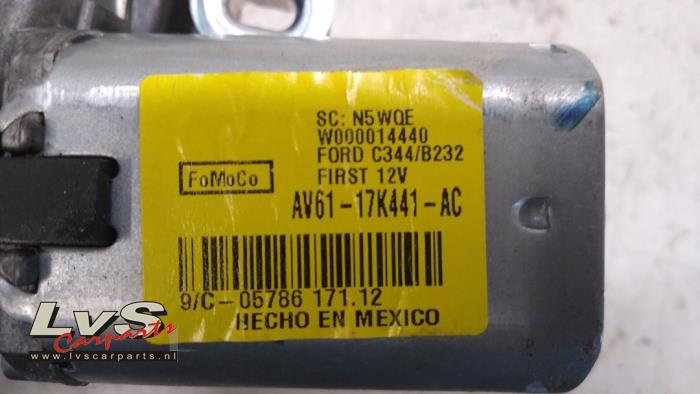 SC: N5WQE
W000014440
FORD C344/B232
FIRST 12V
FoMoCo
AV61-17K441-AC
9/C-05786 171.12
HECHO EN MEXICO
LvS
Carparts
www.lvscarparts.nl